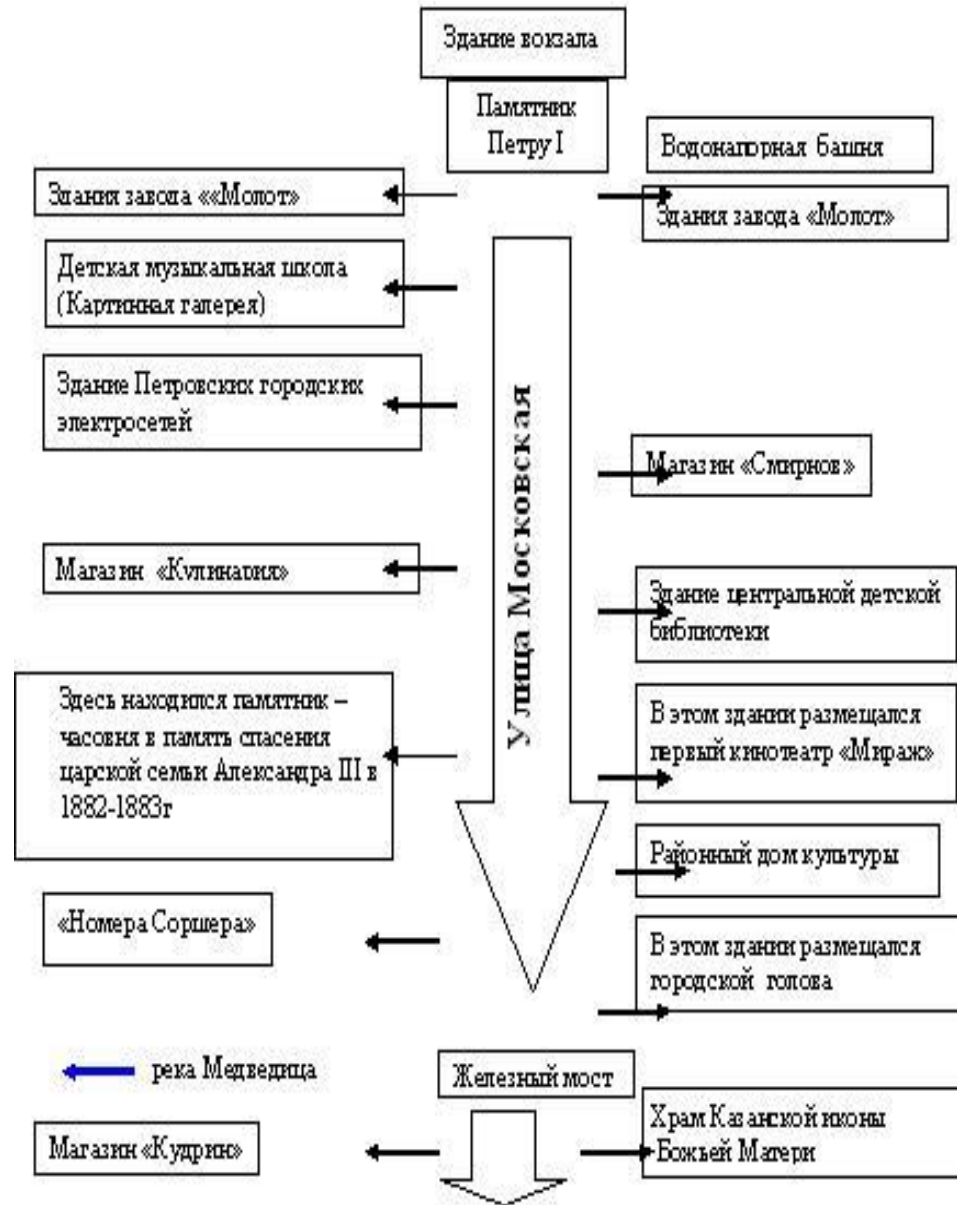 Здание вокзала
Памятник
Петру I
Водонапорная башня
Здания завода ««Молот»
Здания завода «Молот»
Детская музыкальная школа
(Картинная галерея)
Здание Петровских городских
электросетей
Улица Московская
Магазин «Смирнов»
Магазин «Кулинария»
Здание центральной детской
библиотеки
Здесь находился памятник –
часовня в память спасения
царской семьи Александра III в
1882-1883г
В этом здании размещался
первый кинотеатр «Мираж»
Районный дом культуры
«Номера Соршера»
В этом здании размещался
городской голова
река Медведица
Железный мост
Магазин «Кудрин»
Храм Казанской иконы
Божьей Матери